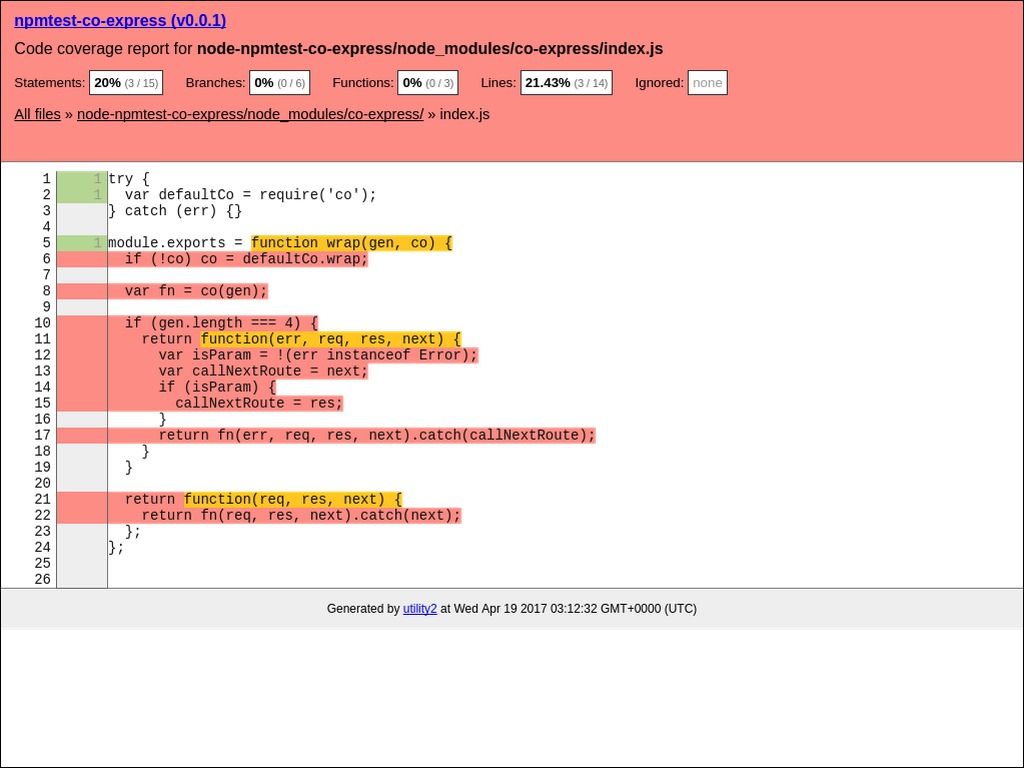 npmtest-co-express (v0.0.1)
Code coverage report for node-npmtest-co-express/node_modules/co-express/index.js
Statements: 20% (3 / 15) Branches: 0% (0 / 6) Functions: 0% (0 / 3) Lines: 21.43% (3 / 14) Ignored: none
All files » node-npmtest-co-express/node_modules/co-express/ » index.js
1 1 try {
2 1   var defaultCo = require('co');
3 } catch (err) {}
4
5 1 module.exports = function wrap(gen, co) {
6   if (!co) co = defaultCo.wrap;
7
8   var fn = co(gen);
9
10   if (gen.length === 4) {
11     return function(err, req, res, next) {
12       var isParam = !(err instanceof Error);
13       var callNextRoute = next;
14       if (isParam) {
15         callNextRoute = res;
16       }
17       return fn(err, req, res, next).catch(callNextRoute);
18     }
19   }
20
21   return function(req, res, next) {
22     return fn(req, res, next).catch(next);
23   };
24 };
25
26
Generated by utility2 at Wed Apr 19 2017 03:12:32 GMT+0000 (UTC)